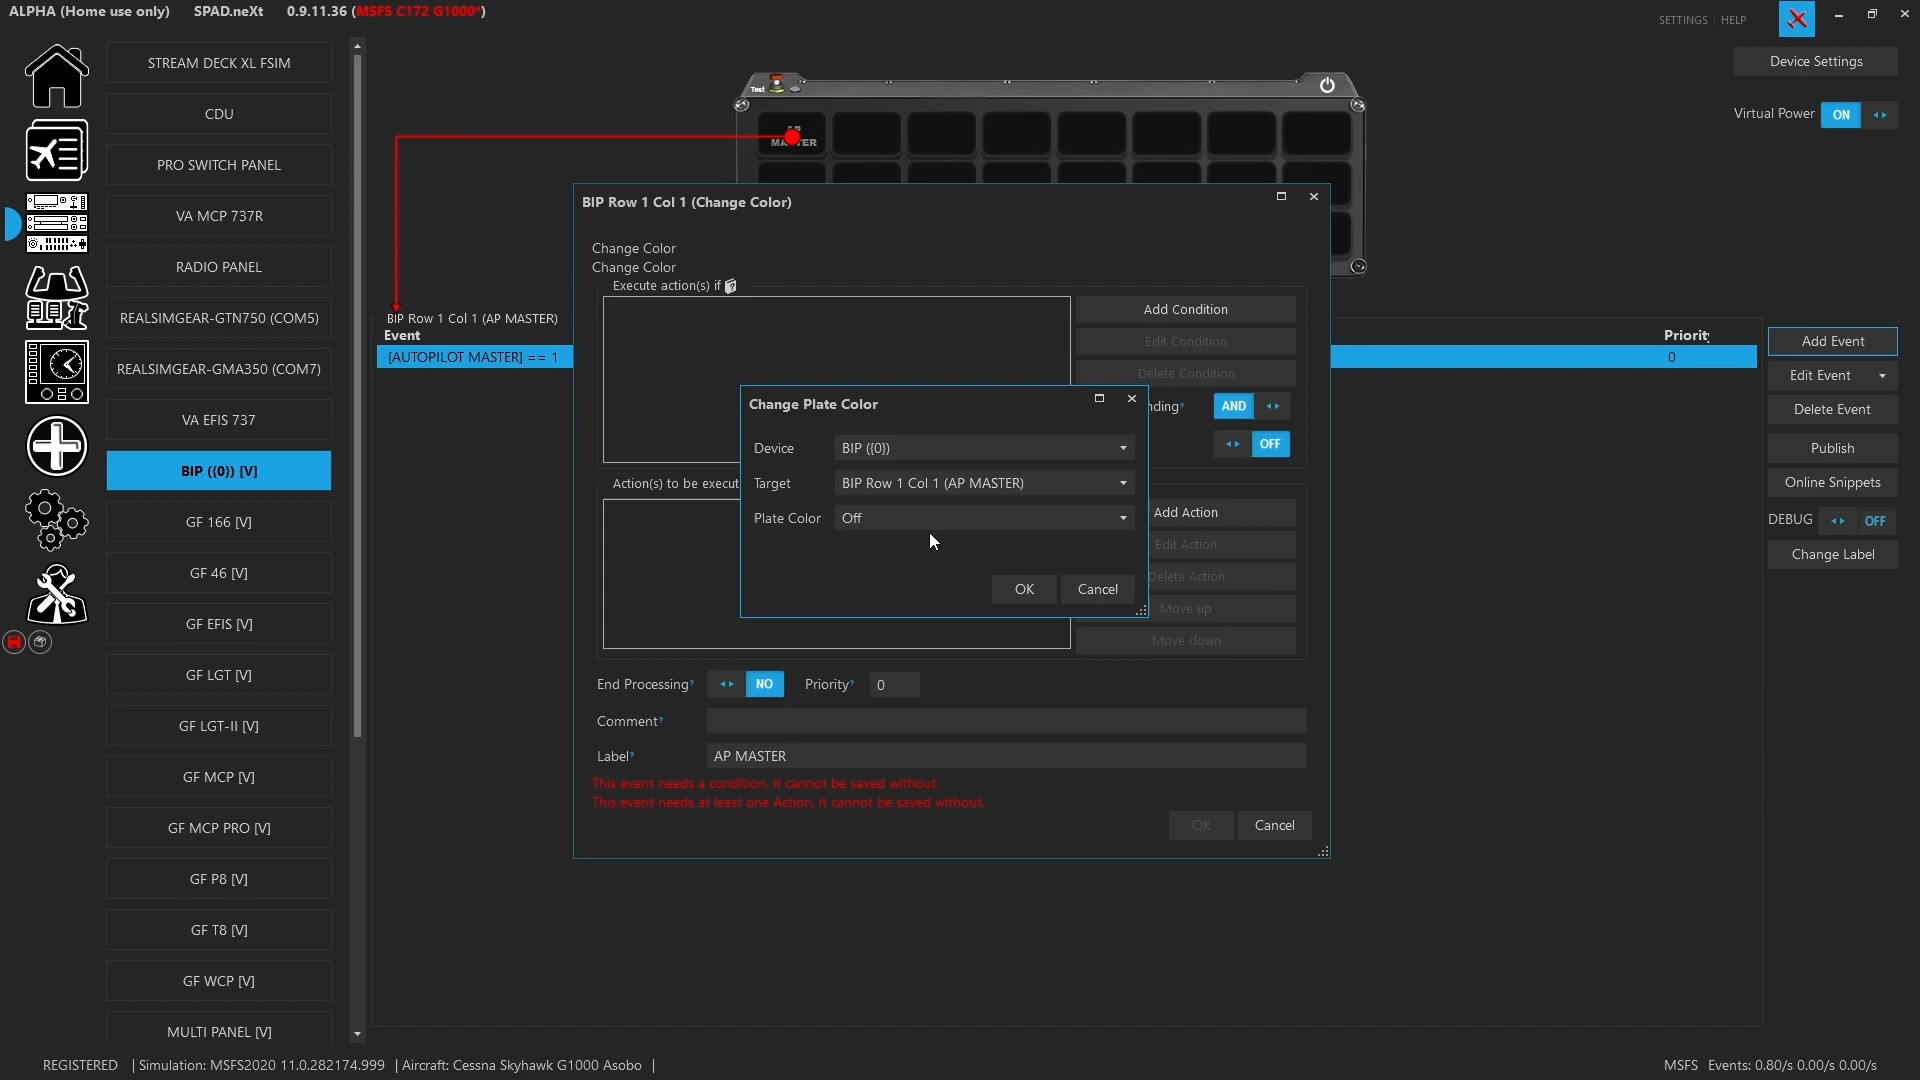 ALPHA (Home use only) SPAD.neXt 0.9.11.36 (MSFS C172 G1000*)
SETTINGS | HELP
Device Settings
Virtual Power ON
STREAM DECK XL FSIM
CDU
PRO SWITCH PANEL
VA MCP 737R
RADIO PANEL
REALSIMGEAR-GTN750 (COM5)
REALSIMGEAR-GMA350 (COM7)
VA EFIS 737
BIP ({0}) [V]
GF 166 [V]
GF 46 [V]
GF EFIS [V]
GF LGT [V]
GF LGT-II [V]
GF MCP [V]
GF MCP PRO [V]
GF P8 [V]
GF T8 [V]
GF WCP [V]
MULTI PANEL [V]
Test
BIP Row 1 Col 1 (AP MASTER)
Event
Priority
[AUTOPILOT MASTER] == 1
0
BIP Row 1 Col 1 (Change Color)
Change Color
Change Color
Execute action(s) if
Add Condition
Edit Condition
Delete Condition
AND
OFF
Change Plate Color
Device BIP ({0})
Target BIP Row 1 Col 1 (AP MASTER)
Plate Color Off
OK Cancel
Add Action
Edit Action
Delete Action
Move up
Move down
End Processing? NO Priority? 0
Comment?
Label? AP MASTER
This event needs a condition, it cannot be saved without.
This event needs at least one Action, it cannot be saved without.
OK Cancel
Add Event
Edit Event
Delete Event
Publish
Online Snippets
DEBUG OFF
Change Label
REGISTERED | Simulation: MSFS2020 11.0.282174.999 | Aircraft: Cessna Skyhawk G1000 Asobo |
MSFS Events: 0.80/s 0.00/s 0.00/s